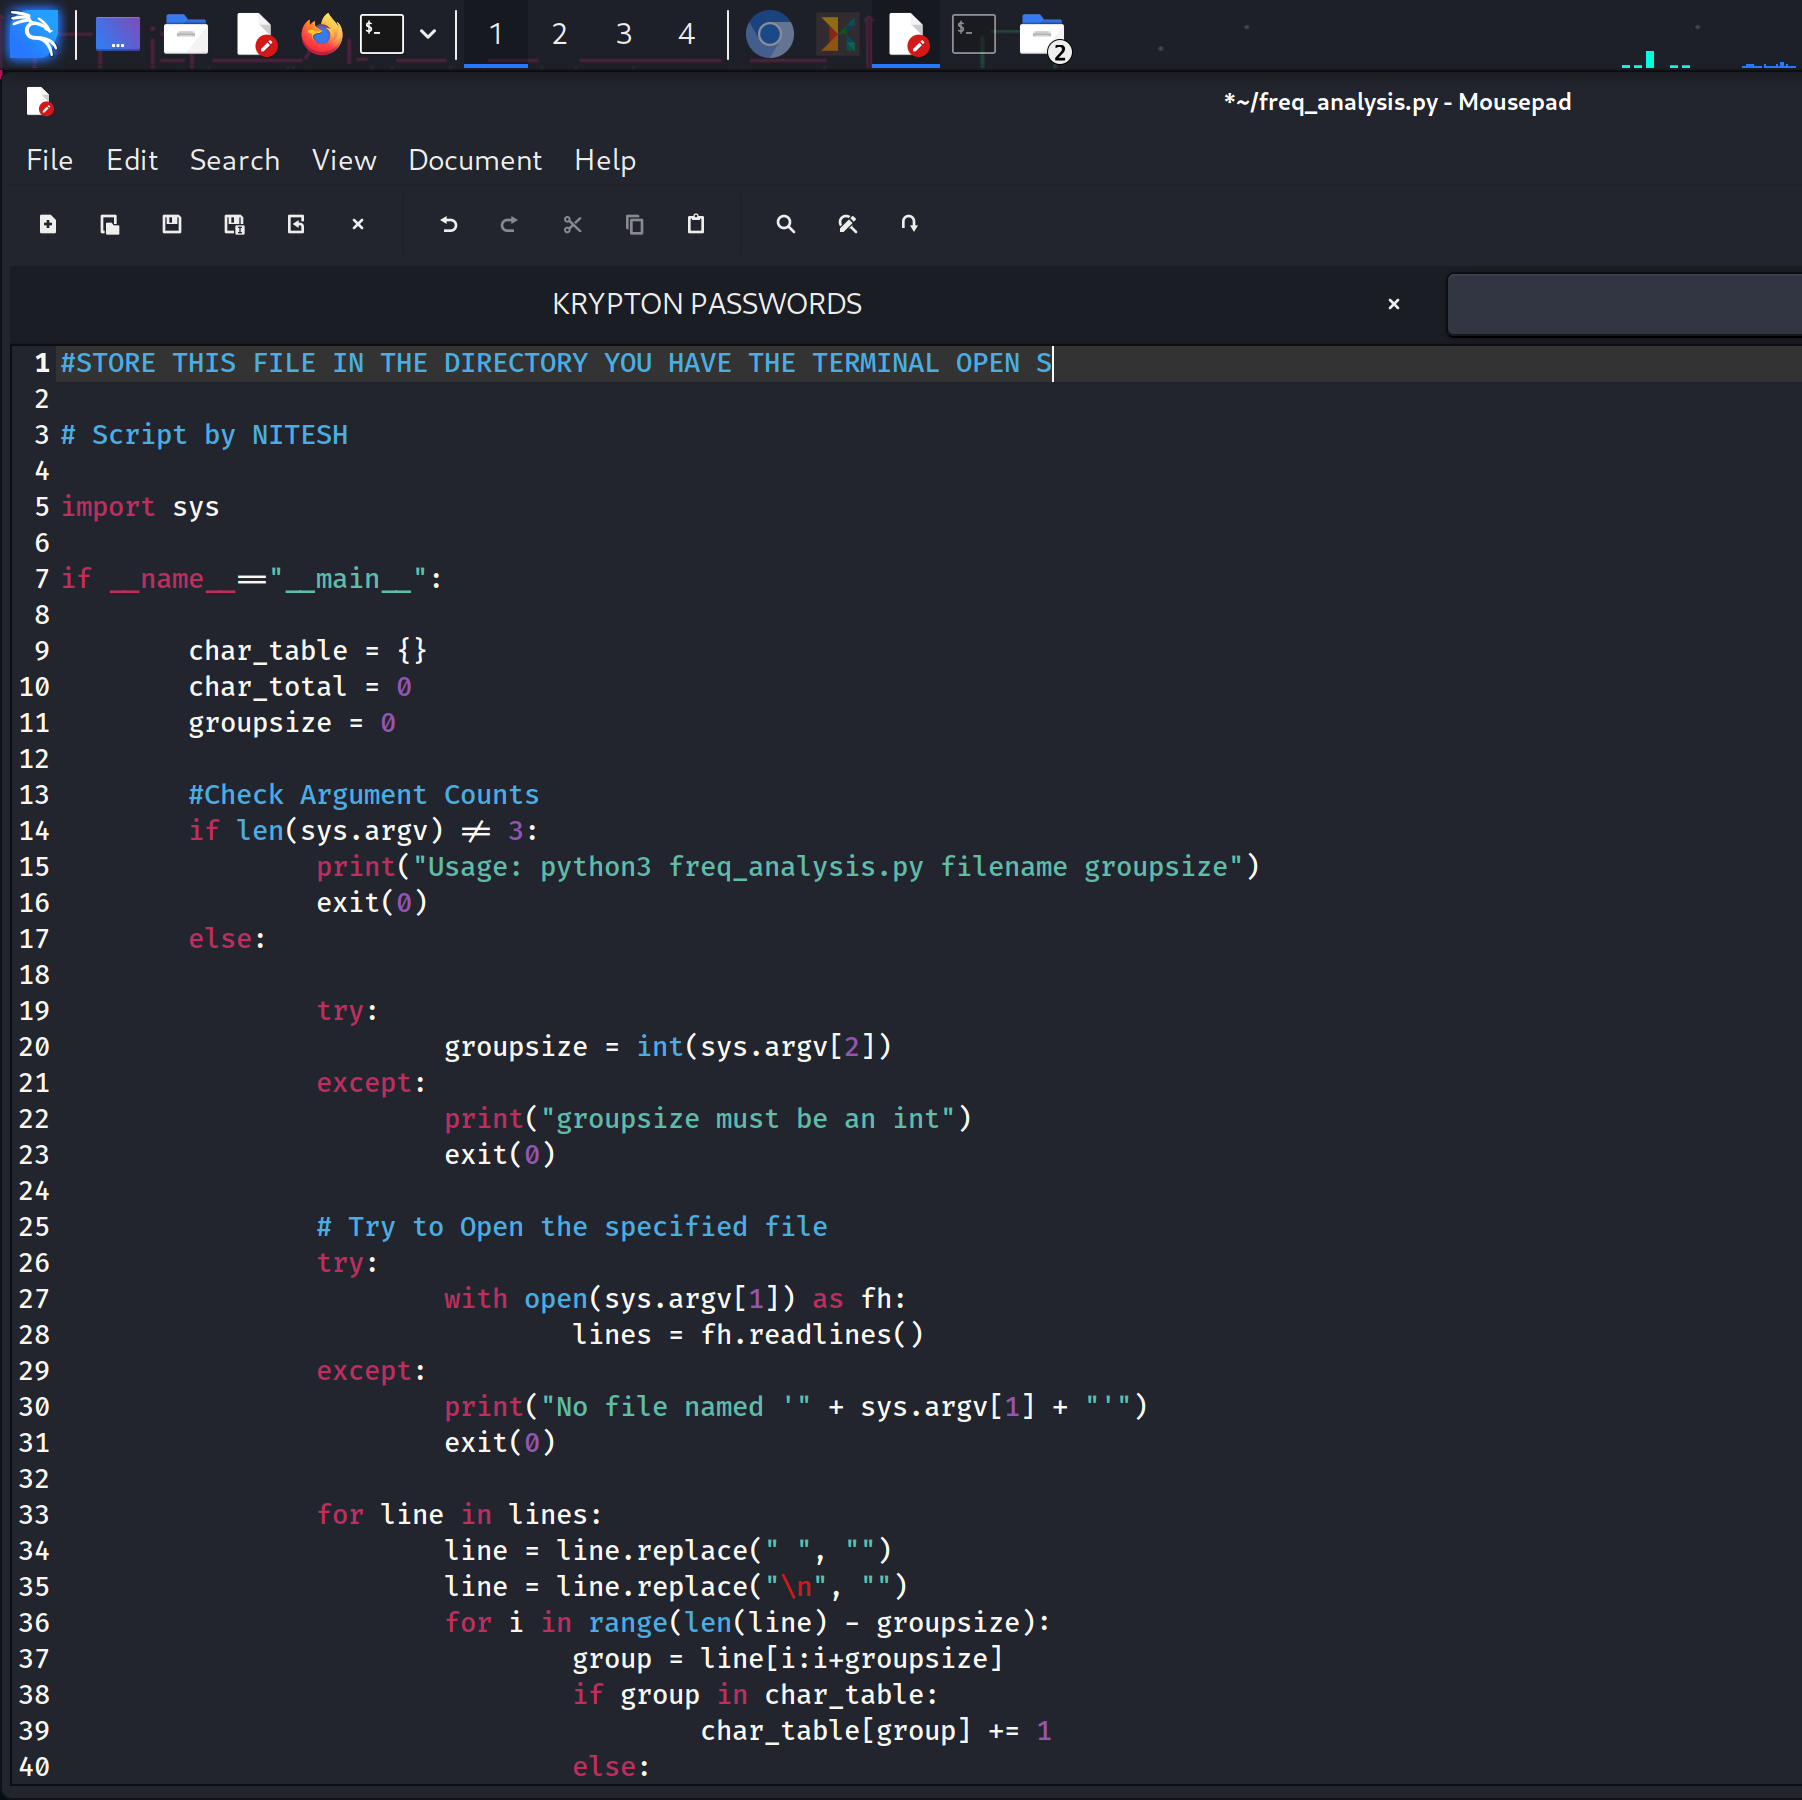 1 2 3 4
2
*~/freq_analysis.py - Mousepad
File Edit Search View Document Help
KRYPTON PASSWORDS
1 #STORE THIS FILE IN THE DIRECTORY YOU HAVE THE TERMINAL OPEN S
2
3 # Script by NITESH
4
5 import sys
6
7 if __name__=="__main__":
8
9 char_table = {}
10 char_total = 0
11 groupsize = 0
12
13 #Check Argument Counts
14 if len(sys.argv) != 3:
15 print("Usage: python3 freq_analysis.py filename groupsize")
16 exit(0)
17 else:
18
19 try:
20 groupsize = int(sys.argv[2])
21 except:
22 print("groupsize must be an int")
23 exit(0)
24
25 # Try to Open the specified file
26 try:
27 with open(sys.argv[1]) as fh:
28 lines = fh.readlines()
29 except:
30 print("No file named '" + sys.argv[1] + "'")
31 exit(0)
32
33 for line in lines:
34 line = line.replace(" ", "")
35 line = line.replace("\n", "")
36 for i in range(len(line) - groupsize):
37 group = line[i:i+groupsize]
38 if group in char_table:
39 char_table[group] += 1
40 else: